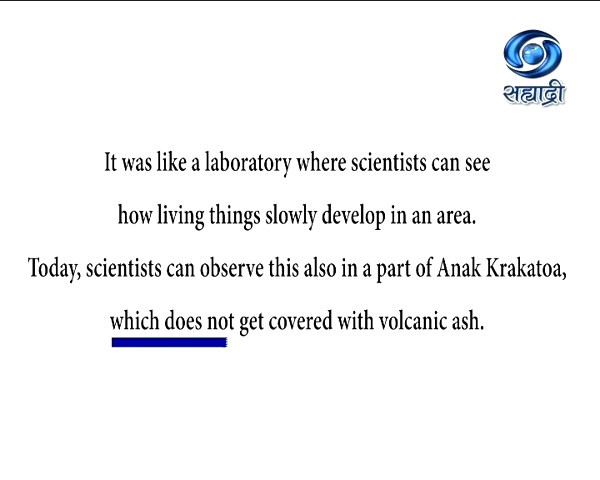 सह्याद्री
It was like a laboratory where scientists can see
how living things slowly develop in an area.
Today, scientists can observe this also in a part of Anak Krakatoa,
which does not get covered with volcanic ash.